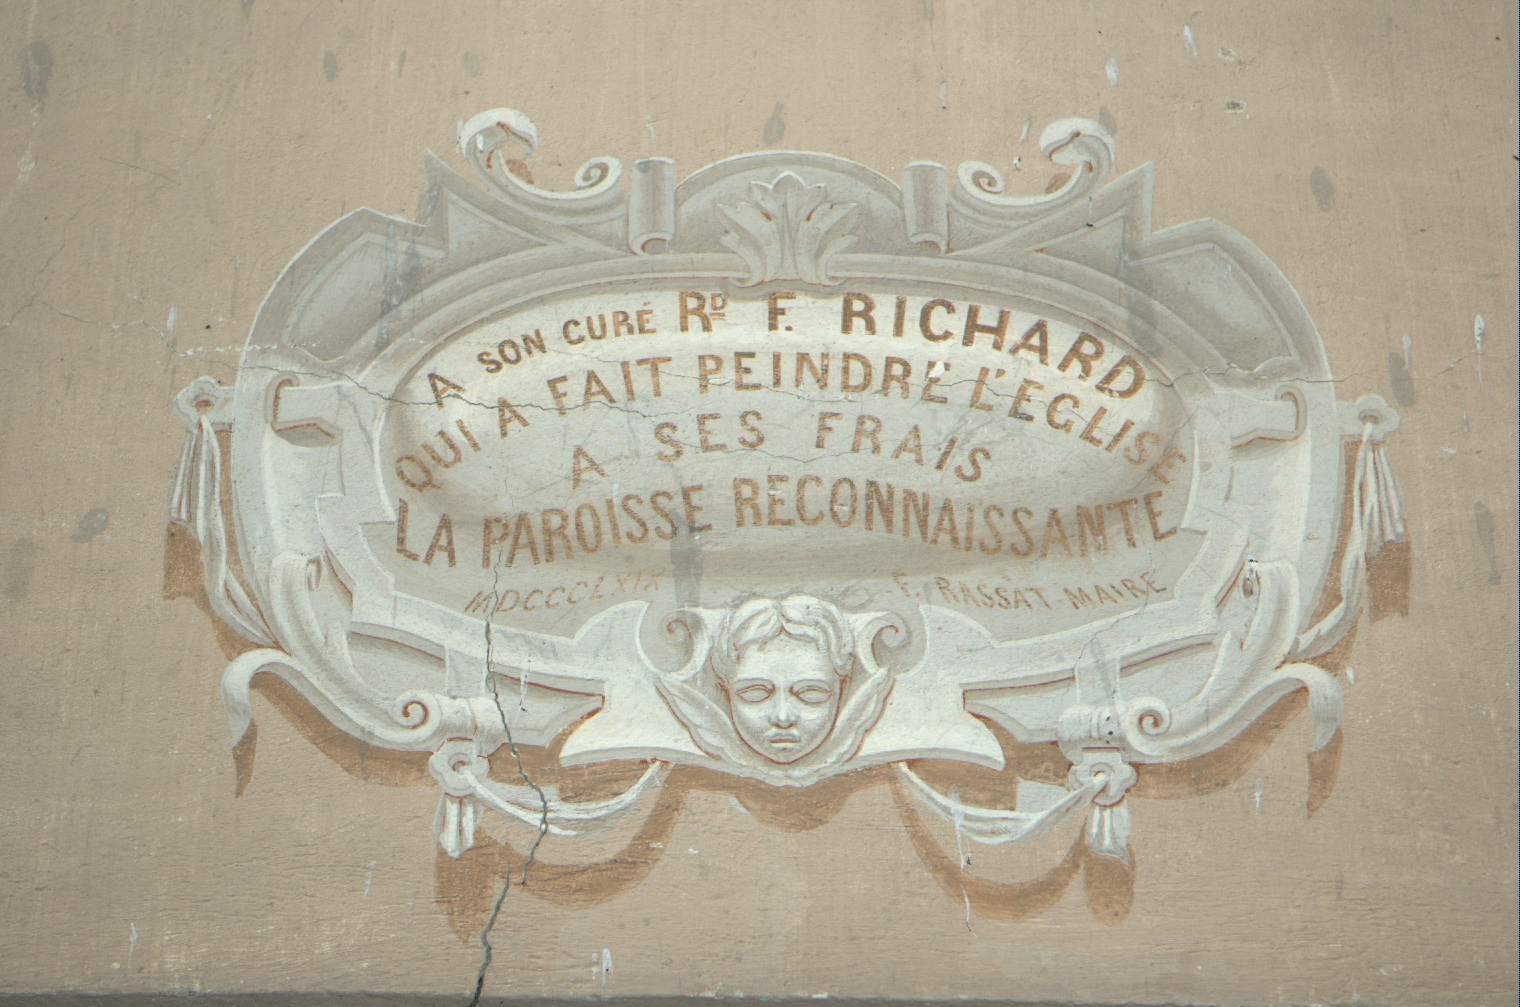 A SON CURÉ RD F. RICHARD
QUI A FAIT PEINDRE L'EGLISE
A SES FRAIS
LA PAROISSE RECONNAISSANTE
MDCCCLXIX F. RASSAT MAIRE